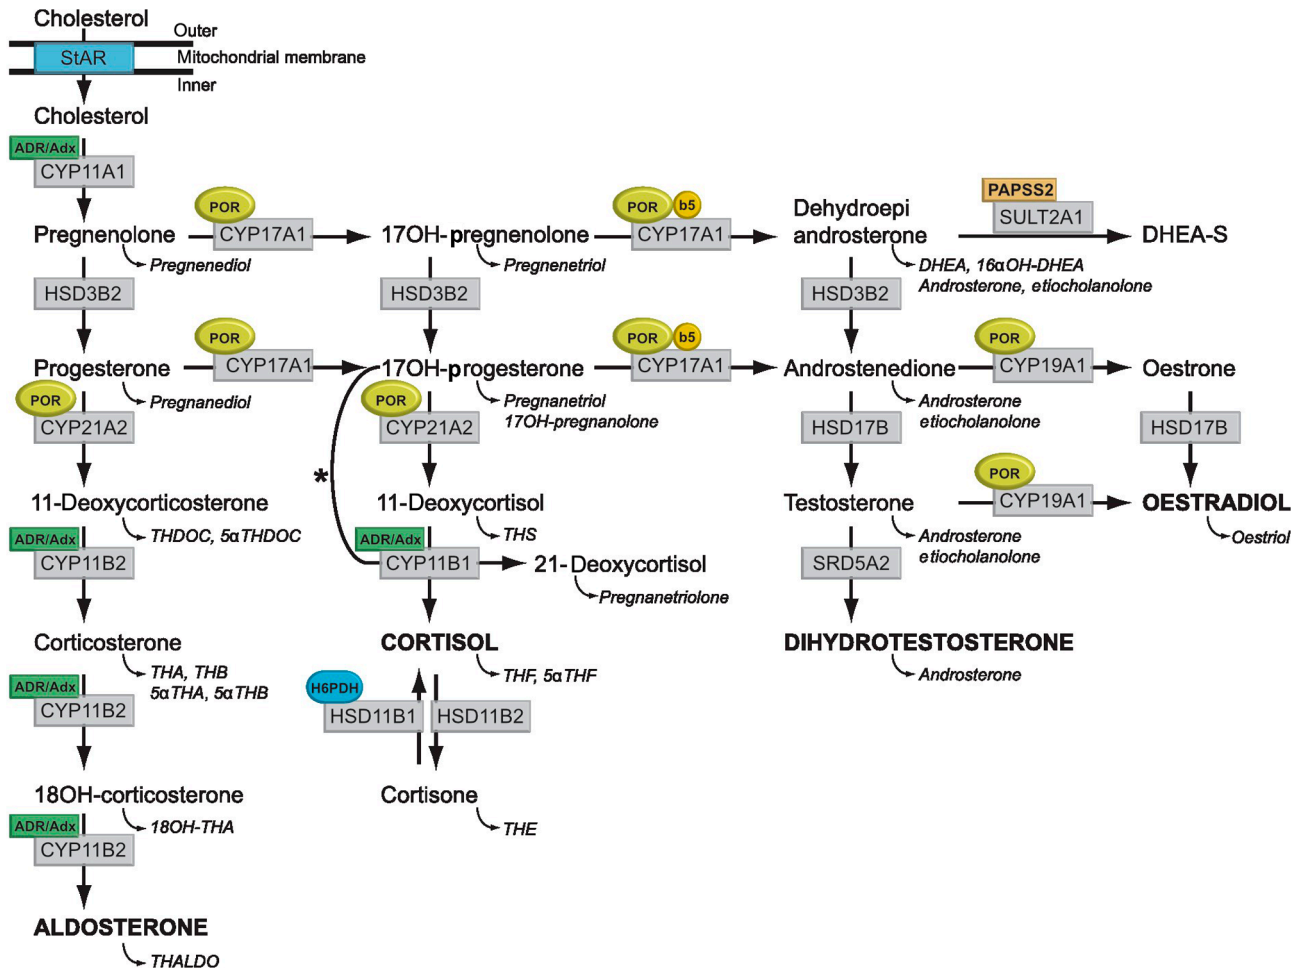 Cholesterol
Outer
StAR
Mitochondrial membrane
Inner
Cholesterol
ADR/Adx
CYP11A1
POR
CYP17A1
POR
b5
CYP17A1
PAPSS2
SULT2A1
Pregnenolone
17OH-pregnenolone
Dehydroepi
androsterone
DHEA-S
Pregnenediol
Pregnenetriol
DHEA, 16αOH-DHEA
Androsterone, etiocholanolone
HSD3B2
HSD3B2
HSD3B2
POR
CYP17A1
POR
b5
CYP17A1
POR
CYP19A1
Progesterone
17OH-progesterone
Androstenedione
Oestrone
Pregnanediol
Pregnanetriol
17OH-pregnanolone
Androsterone
etiocholanolone
POR
CYP21A2
POR
CYP21A2
HSD17B
HSD17B
*
POR
CYP19A1
11-Deoxycorticosterone
11-Deoxycortisol
Testosterone
OESTRADIOL
THDOC, 5αTHDOC
THS
Androsterone
etiocholanolone
Oestriol
ADR/Adx
CYP11B2
ADR/Adx
CYP11B1
21- Deoxycortisol
SRD5A2
Pregnanetriolone
Corticosterone
CORTISOL
DIHYDROTESTOSTERONE
THA, THB
5αTHA, 5αTHB
THF, 5αTHF
Androsterone
ADR/Adx
CYP11B2
H6PDH
HSD11B1
HSD11B2
18OH-corticosterone
Cortisone
18OH-THA
THE
ADR/Adx
CYP11B2
ALDOSTERONE
THALDO